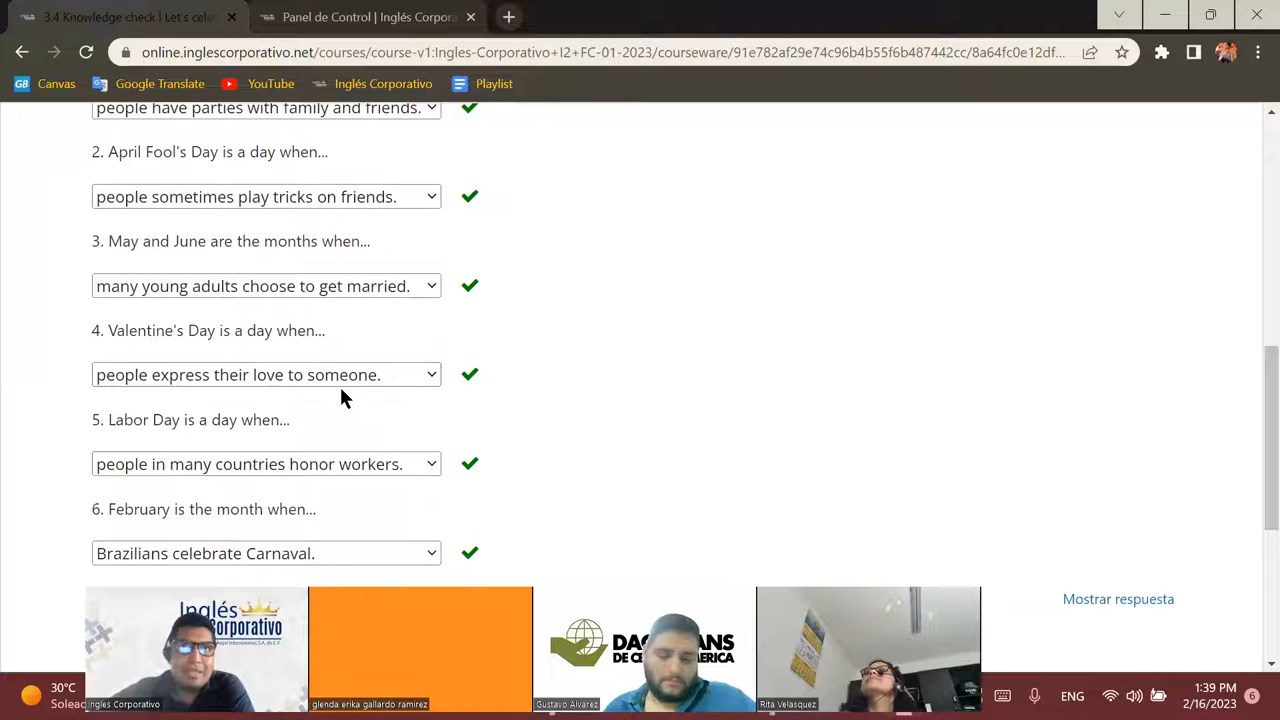 3.4 Knowledge check | Let's cele
Panel de Control | Inglés Corpora
online.inglescorporativo.net/courses/course-v1:Ingles-Corporativo+I2+FC-01-2023/courseware/91e782af29e74c96b4b55f6b487442cc/8a64fc0e12df...
GB Canvas
Google Translate
YouTube
Inglés Corporativo
Playlist
people have parties with family and friends.
2. April Fool's Day is a day when...
people sometimes play tricks on friends.
3. May and June are the months when...
many young adults choose to get married.
4. Valentine's Day is a day when...
people express their love to someone.
5. Labor Day is a day when...
people in many countries honor workers.
6. February is the month when...
Brazilians celebrate Carnaval.
Mostrar respuesta
Inglés
Corporativo
Ingles Corporativo
glenda erika gallardo ramirez
DE CENTROAMERICA
Gustavo Alvarez
Rita Velasquez
30°C
Soleado
ENG
1:39 PM
2/16/2023
6